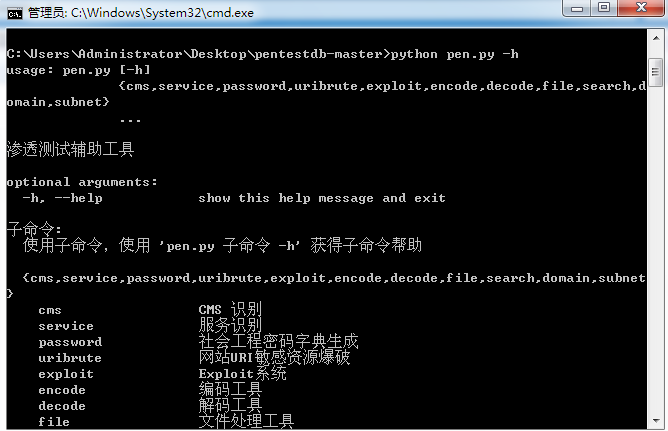 管理员: C:\Windows\System32\cmd.exe
C:\Users\Administrator\Desktop\pentestdb-master>python pen.py -h
usage: pen.py [-h]
{cms,service,password,uribrute,exploit,encode,decode,file,search,d
omain,subnet}
...
渗透测试辅助工具
optional arguments:
-h, --help show this help message and exit
子命令:
使用子命令，使用 'pen.py 子命令 -h' 获得子命令帮助
{cms,service,password,uribrute,exploit,encode,decode,file,search,domain,subnet
}
cms CMS 识别
service 服务识别
password 社会工程密码字典生成
uribrute 网站URI敏感资源爆破
exploit Exploit系统
encode 编码工具
decode 解码工具
file 文件处理工具